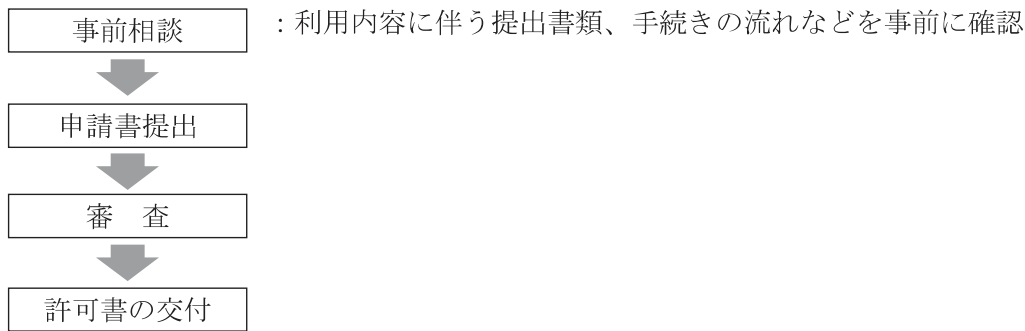 事前相談 :利用内容に伴う提出書類、手続きの流れなどを事前に確認
申請書提出
審　査
許可書の交付